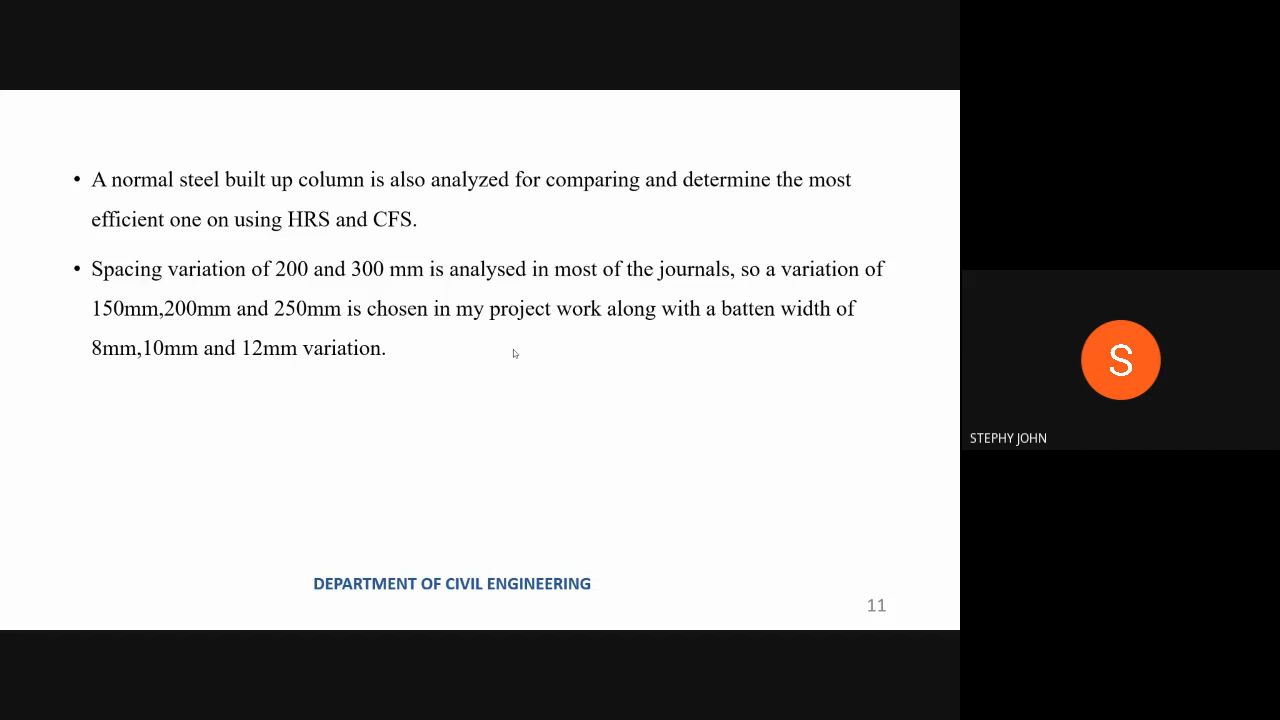 • A normal steel built up column is also analyzed for comparing and determine the most
efficient one on using HRS and CFS.
• Spacing variation of 200 and 300 mm is analysed in most of the journals, so a variation of
150mm,200mm and 250mm is chosen in my project work along with a batten width of
8mm,10mm and 12mm variation.
DEPARTMENT OF CIVIL ENGINEERING
11
S
STEPHY JOHN